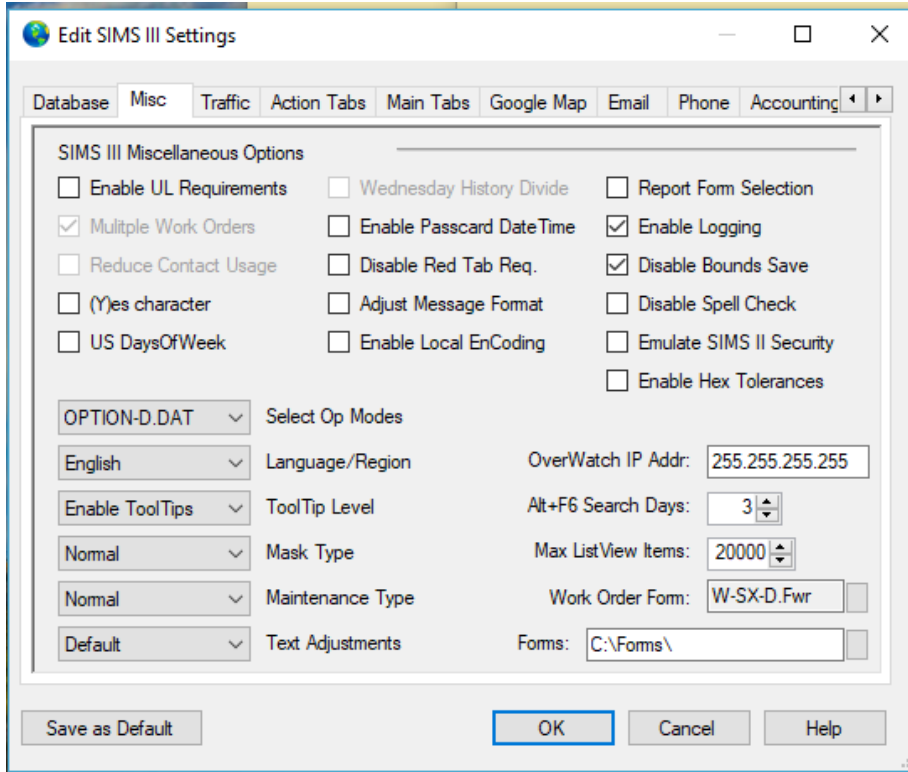 Edit SIMS III Settings
Database Misc Traffic Action Tabs Main Tabs Google Map Email Phone Accounting
SIMS III Miscellaneous Options
Enable UL Requirements Wednesday History Divide Report Form Selection
Mulitple Work Orders Enable Passcard DateTime Enable Logging
Reduce Contact Usage Disable Red Tab Req. Disable Bounds Save
(Y)es character Adjust Message Format Disable Spell Check
US DaysOfWeek Enable Local EnCoding Emulate SIMS II Security
Enable Hex Tolerances
OPTION-D.DAT Select Op Modes
English Language/Region OverWatch IP Addr: 255.255.255.255
Enable ToolTips ToolTip Level Alt+F6 Search Days: 3
Normal Mask Type Max ListView Items: 20000
Normal Maintenance Type Work Order Form: W-SX-D.Fwr
Default Text Adjustments Forms: C:\Forms\
Save as Default OK Cancel Help